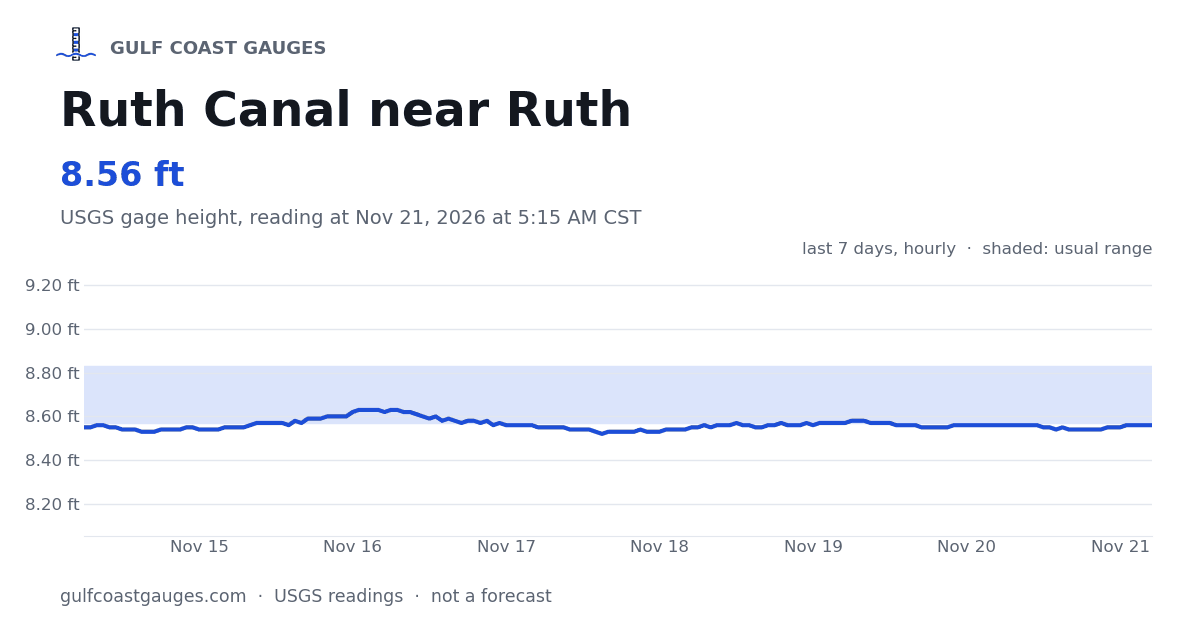 GULF COAST GAUGES
Ruth Canal near Ruth
8.56 ft
USGS gage height, reading at Nov 21, 2026 at 5:15 AM CST
last 7 days, hourly · shaded: usual range
9.20 ft
9.00 ft
8.80 ft
8.60 ft
8.40 ft
8.20 ft
Nov 15 Nov 16 Nov 17 Nov 18 Nov 19 Nov 20 Nov 21
gulfcoastgauges.com · USGS readings · not a forecast